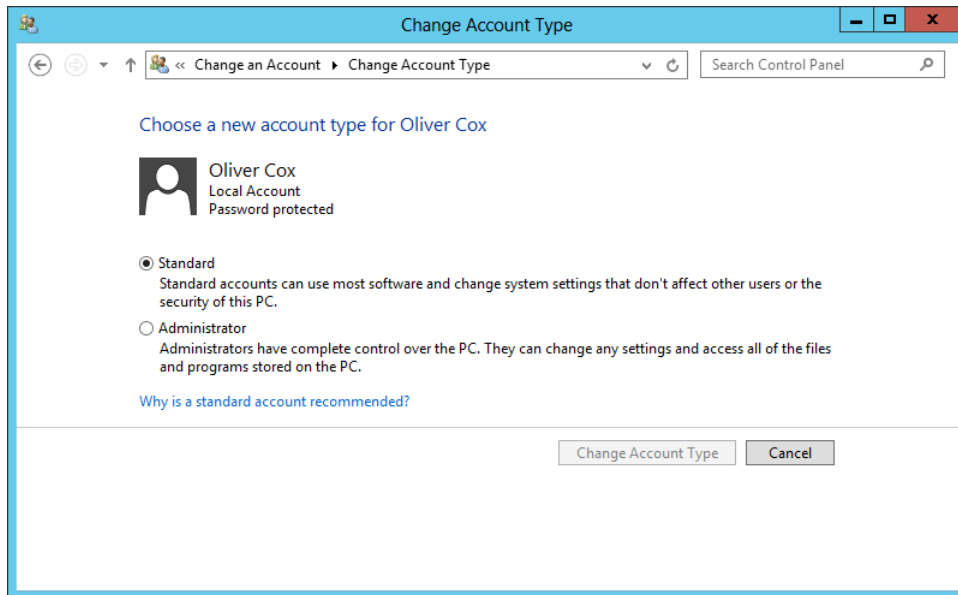 Change Account Type
« Change an Account ▸ Change Account Type
Search Control Panel
Choose a new account type for Oliver Cox
Oliver Cox
Local Account
Password protected
Standard
Standard accounts can use most software and change system settings that don't affect other users or the
security of this PC.
Administrator
Administrators have complete control over the PC. They can change any settings and access all of the files
and programs stored on the PC.
Why is a standard account recommended?
Change Account Type
Cancel